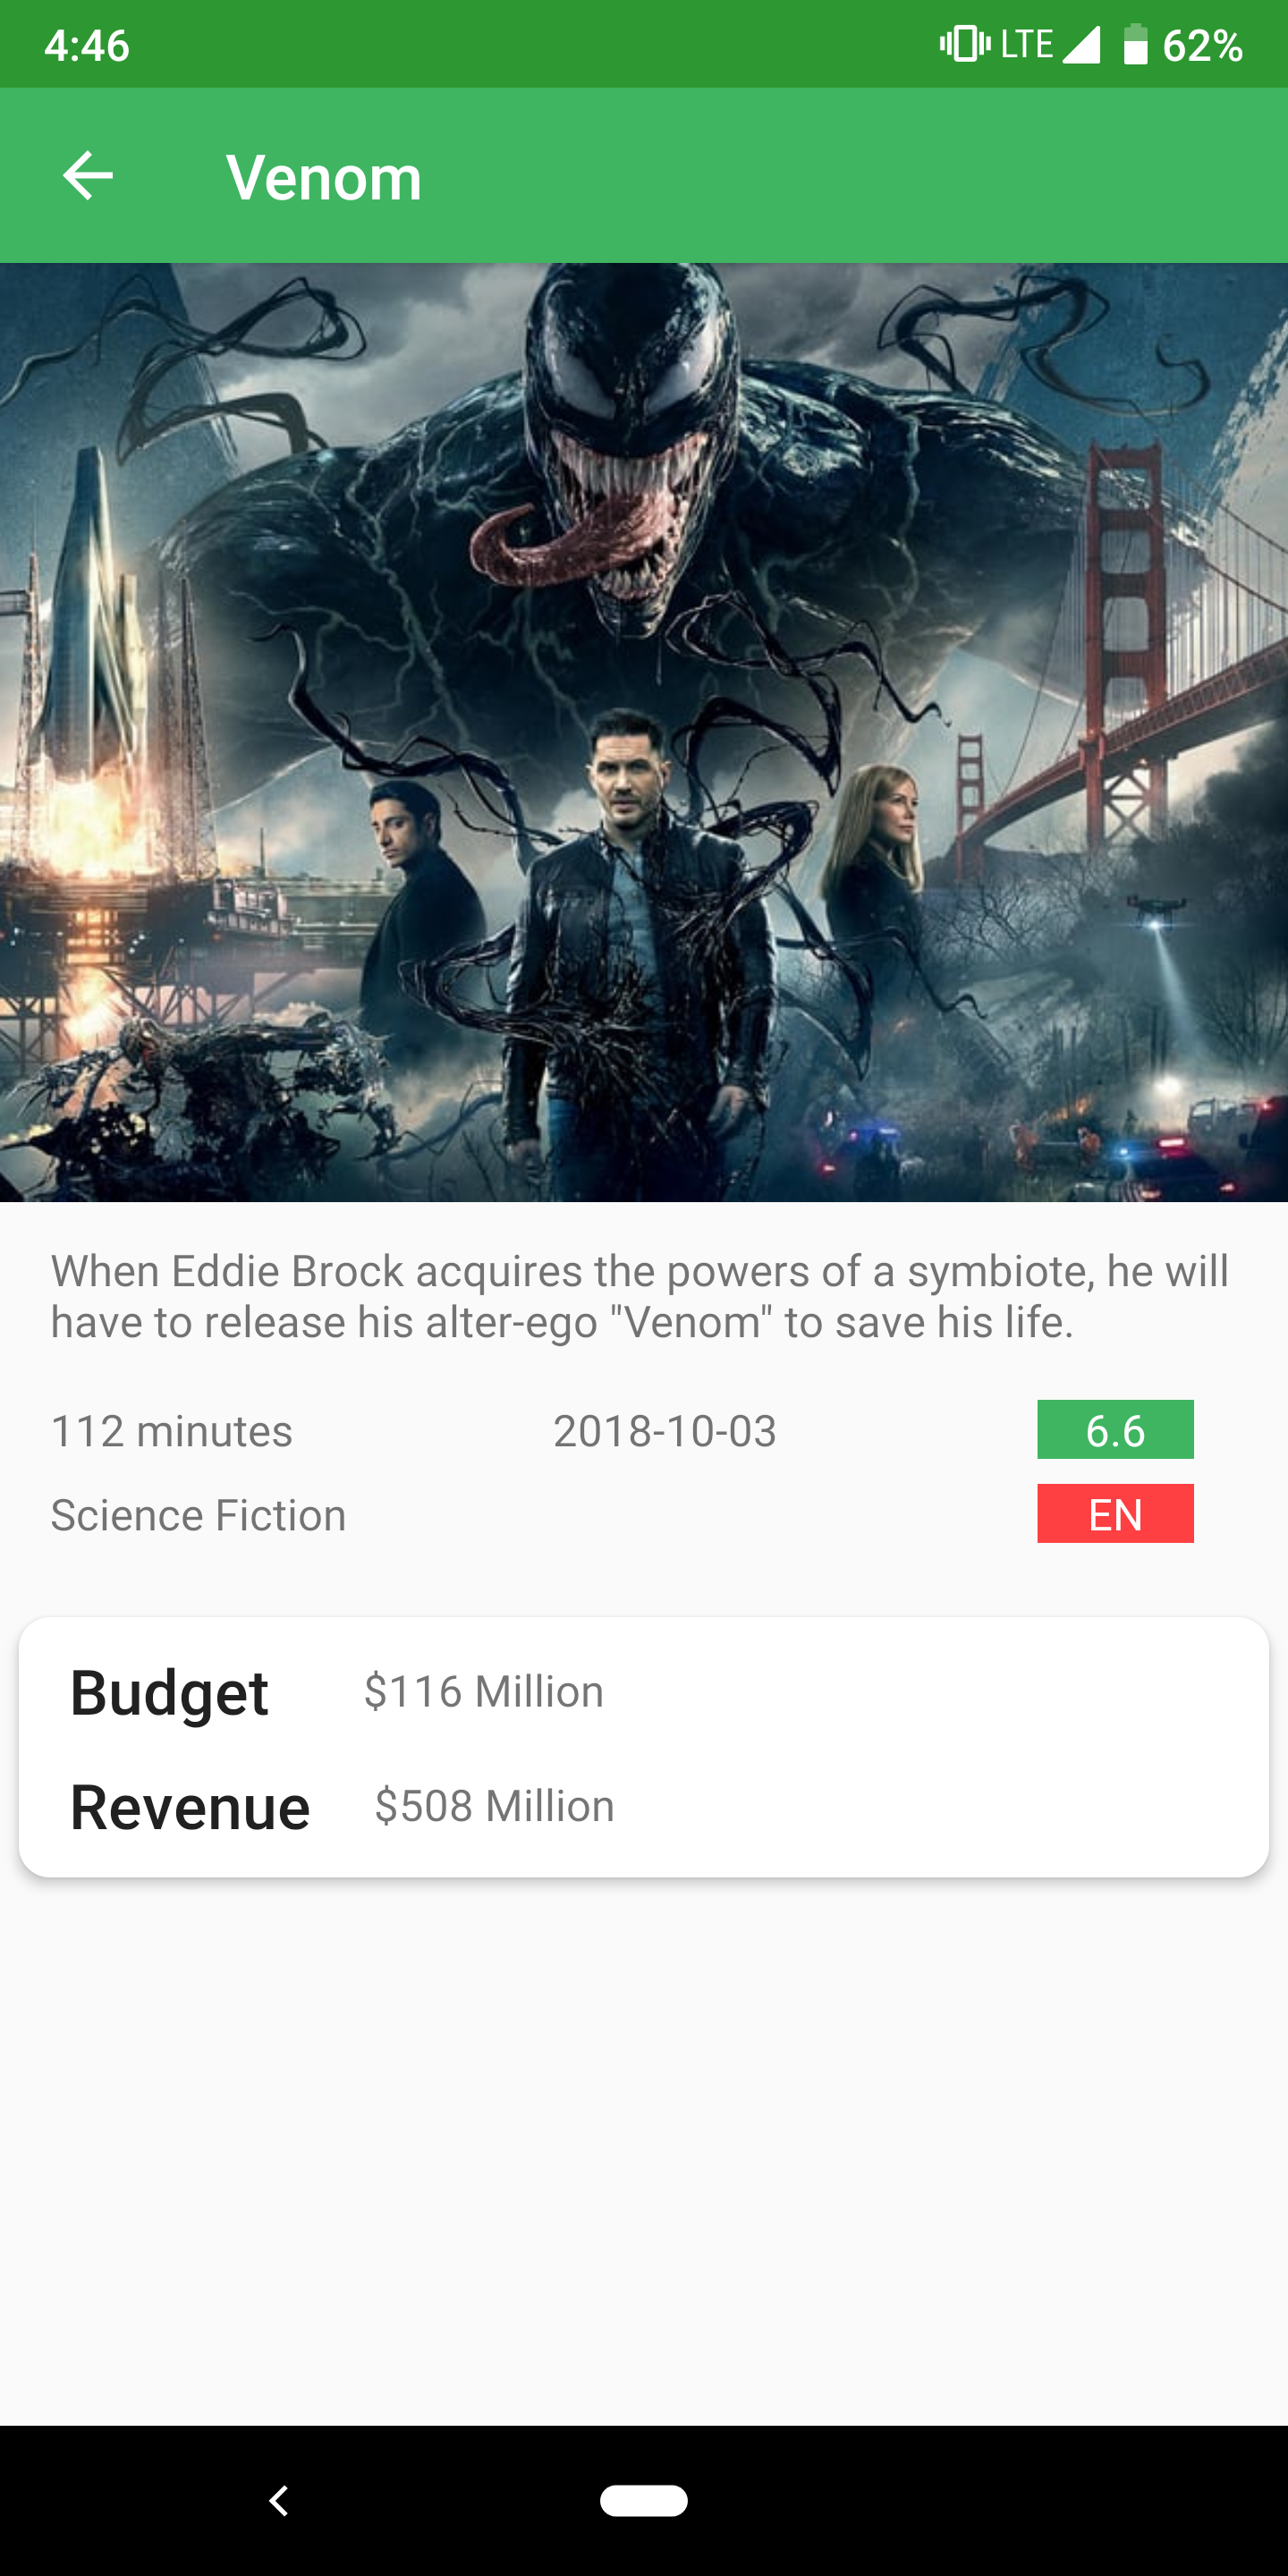 4:46
LTE
62%
Venom
When Eddie Brock acquires the powers of a symbiote, he will
have to release his alter-ego "Venom" to save his life.
112 minutes
2018-10-03
6.6
Science Fiction
EN
Budget
$116 Million
Revenue
$508 Million